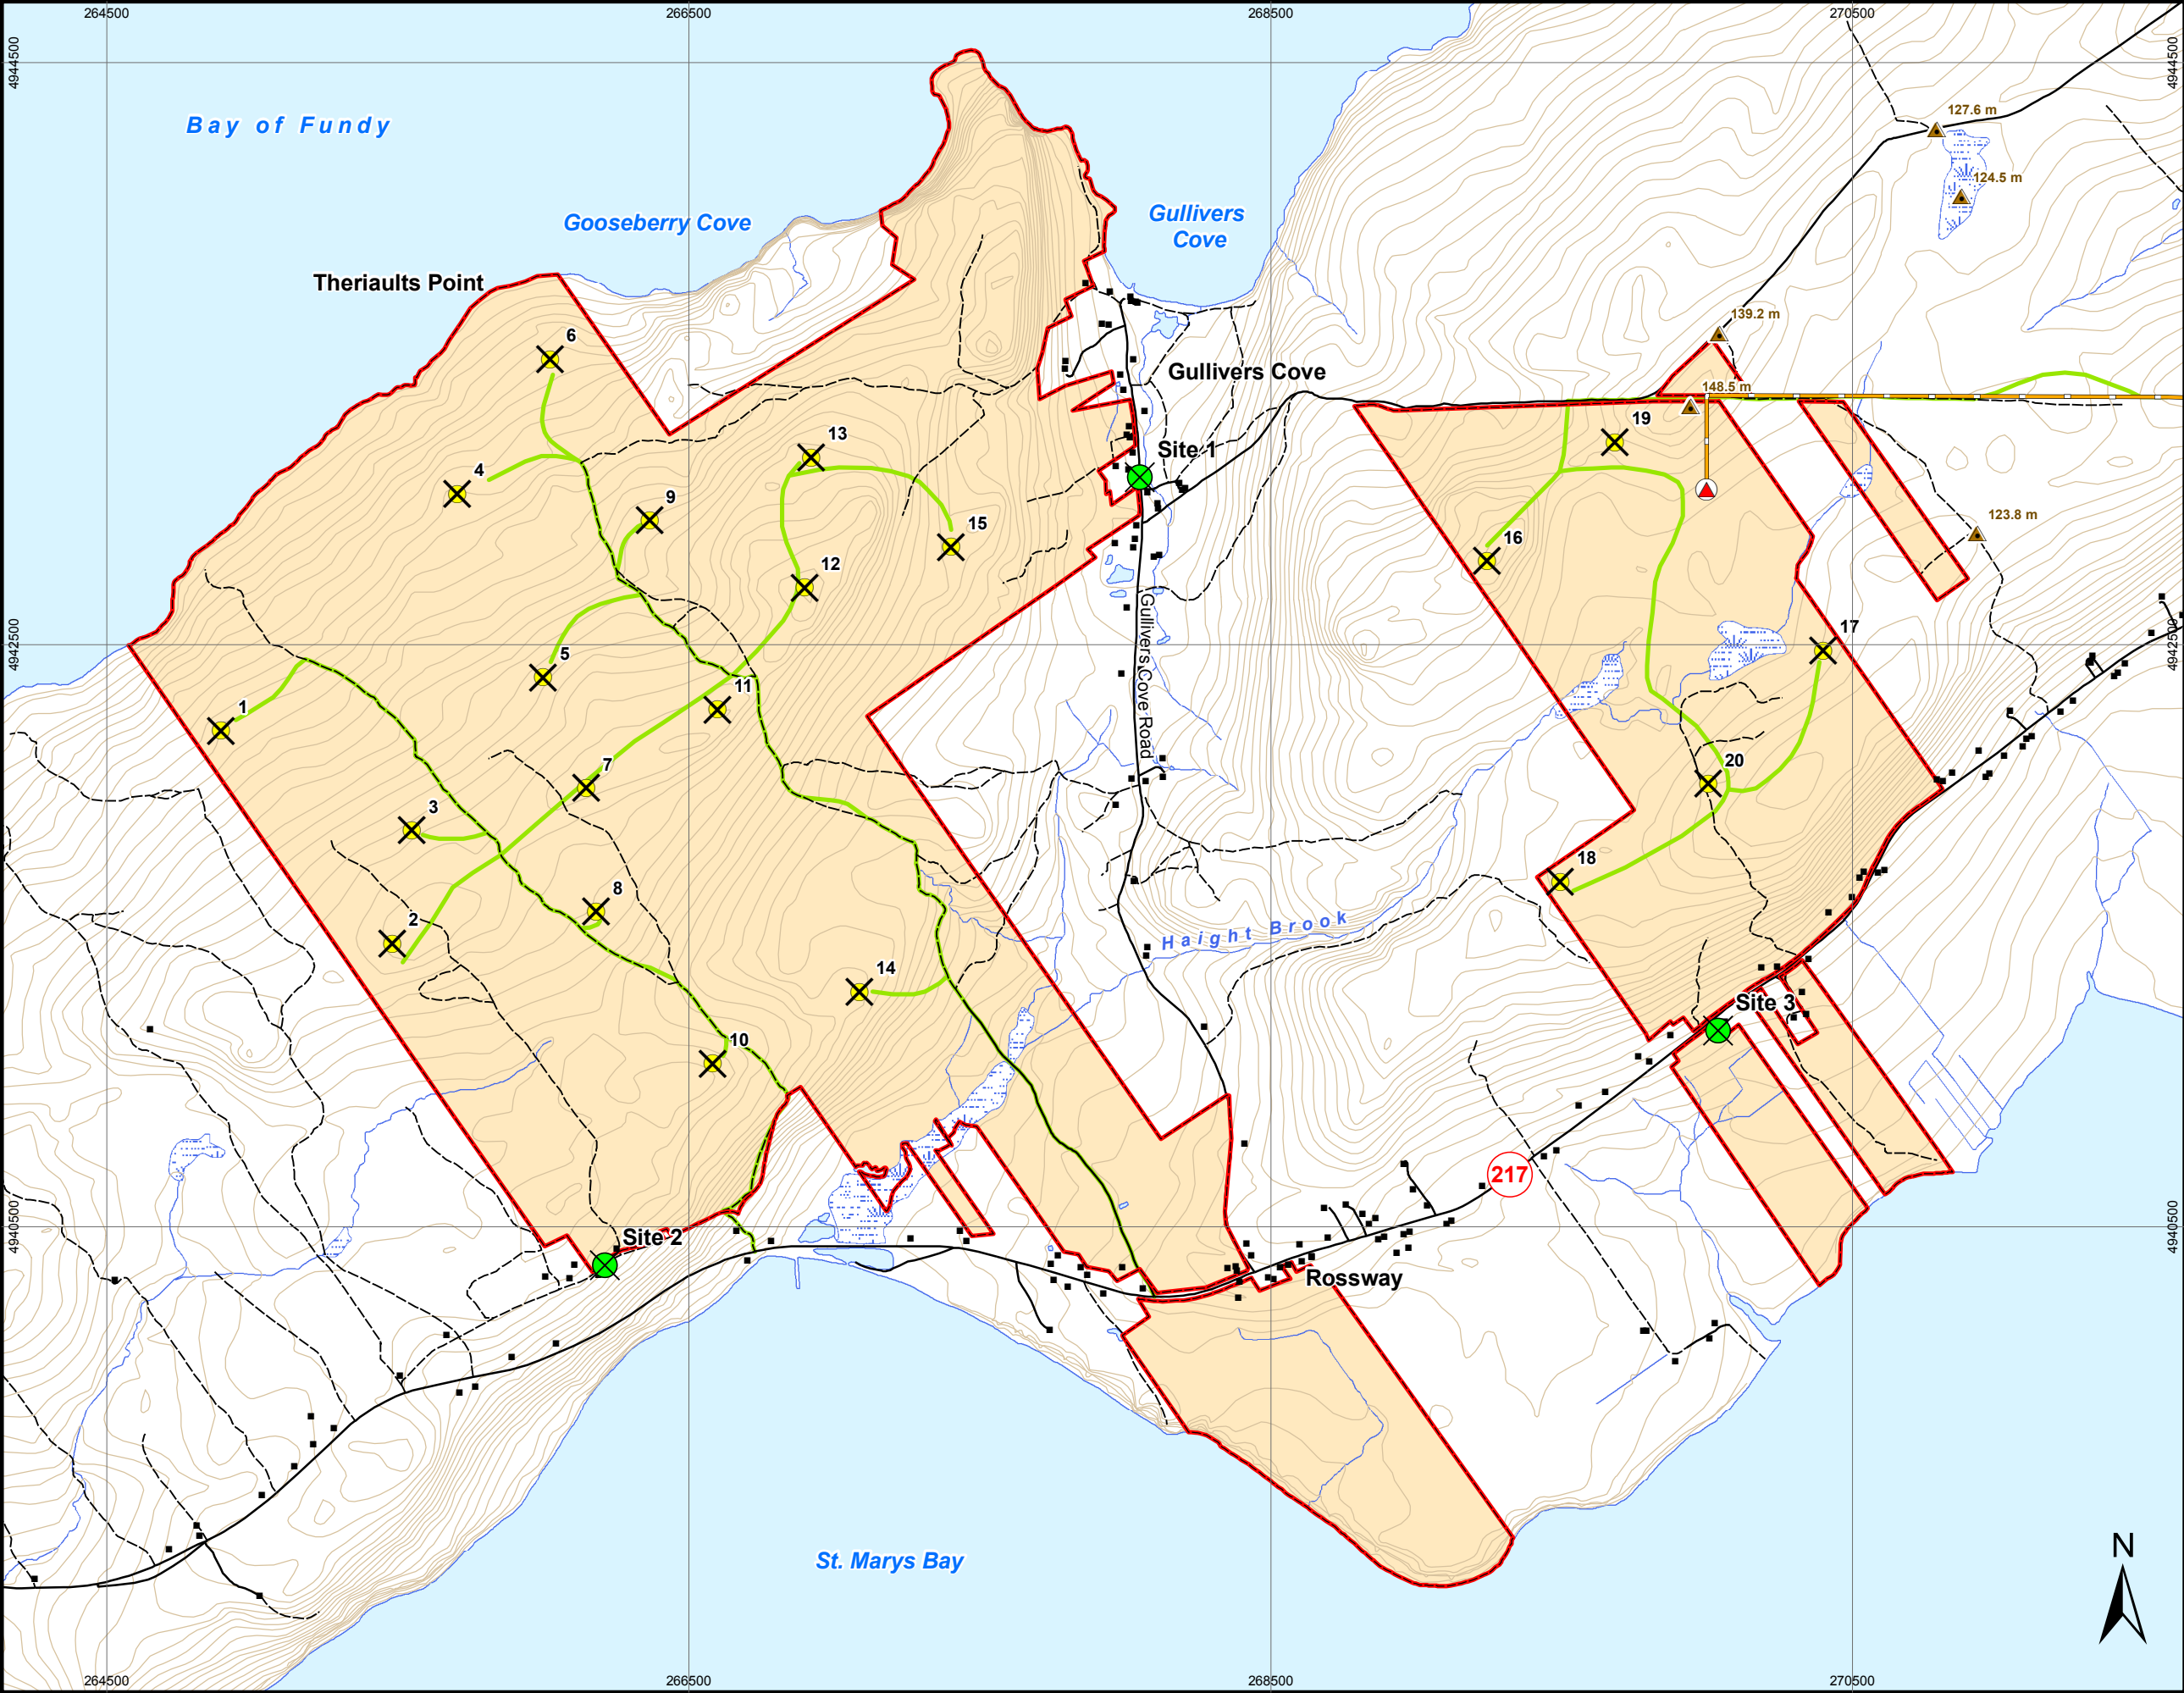 264500
266500
268500
270500
4944500
4944500
127.6 m
Bay of Fundy
124.5 m
Gullivers
Cove
Gooseberry Cove
Theriaults Point
139.2 m
6
Gullivers Cove
148.5 m
13
Site 1
19
4
9
15
123.8 m
16
12
Gullivers Cove Road
4942500
4942500
17
5
11
1
7
20
3
18
8
2
Haight Brook
14
Site 3
10
217
4940500
4940500
Site 2
Rossway
St. Marys Bay
N
264500
266500
268500
270500